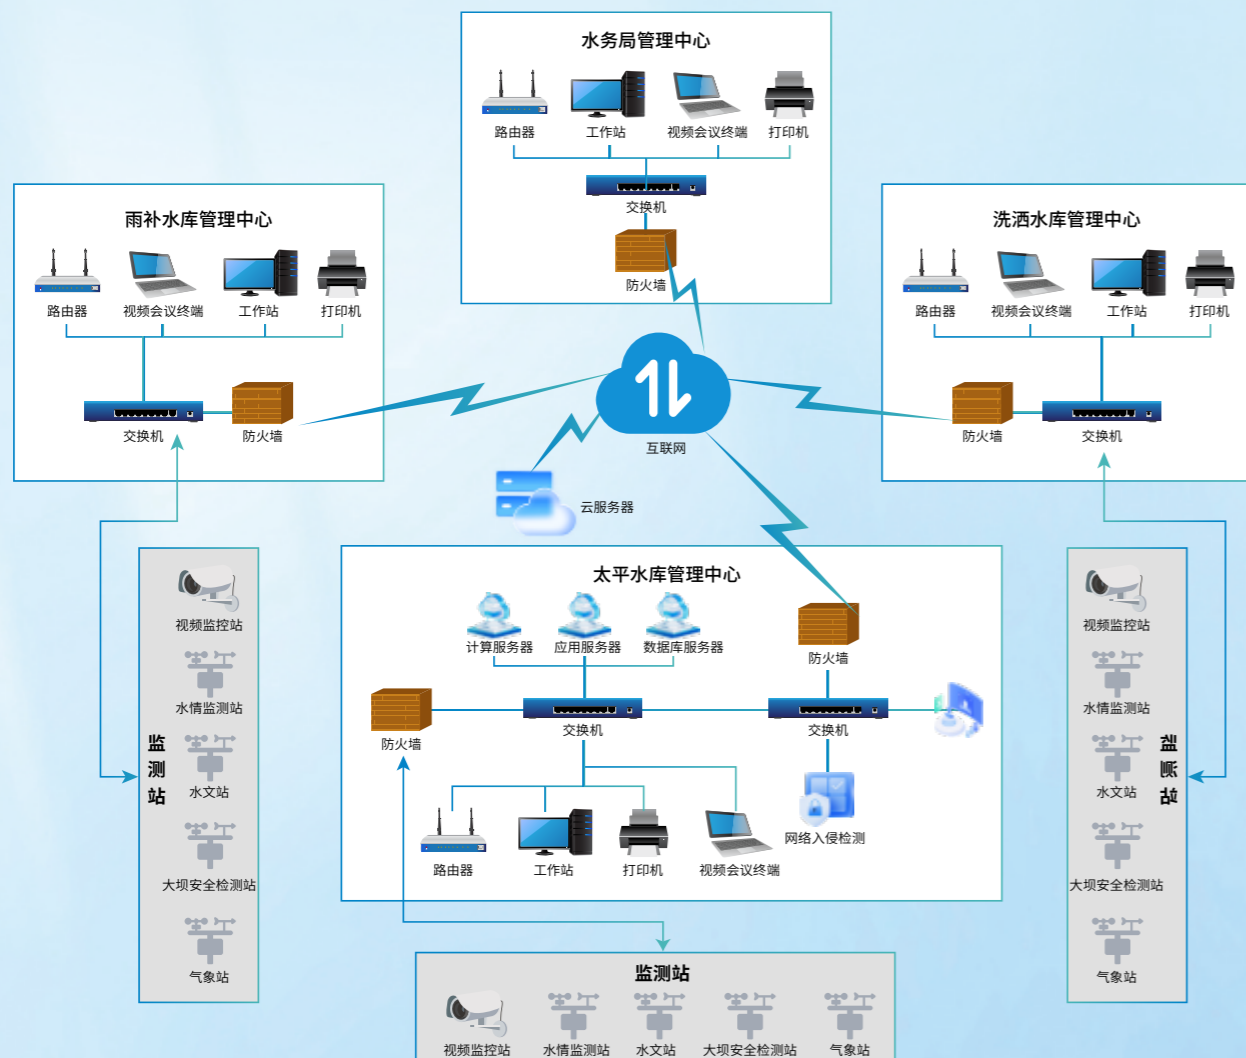 水务局管理中心
路由器
工作站
视频会议终端
打印机
交换机
防火墙
雨补水库管理中心
路由器
视频会议终端
工作站
打印机
交换机
防火墙
洗洒水库管理中心
路由器
视频会议终端
工作站
打印机
防火墙
交换机
互联网
云服务器
太平水库管理中心
计算服务器
应用服务器
数据库服务器
防火墙
防火墙
交换机
交换机
网络入侵检测
路由器
工作站
打印机
视频会议终端
监测站
视频监控站
水情监测站
水文站
大坝安全检测站
气象站
监测站
视频监控站
水情监测站
水文站
大坝安全检测站
气象站
监测站
视频监控站
水情监测站
水文站
大坝安全检测站
气象站